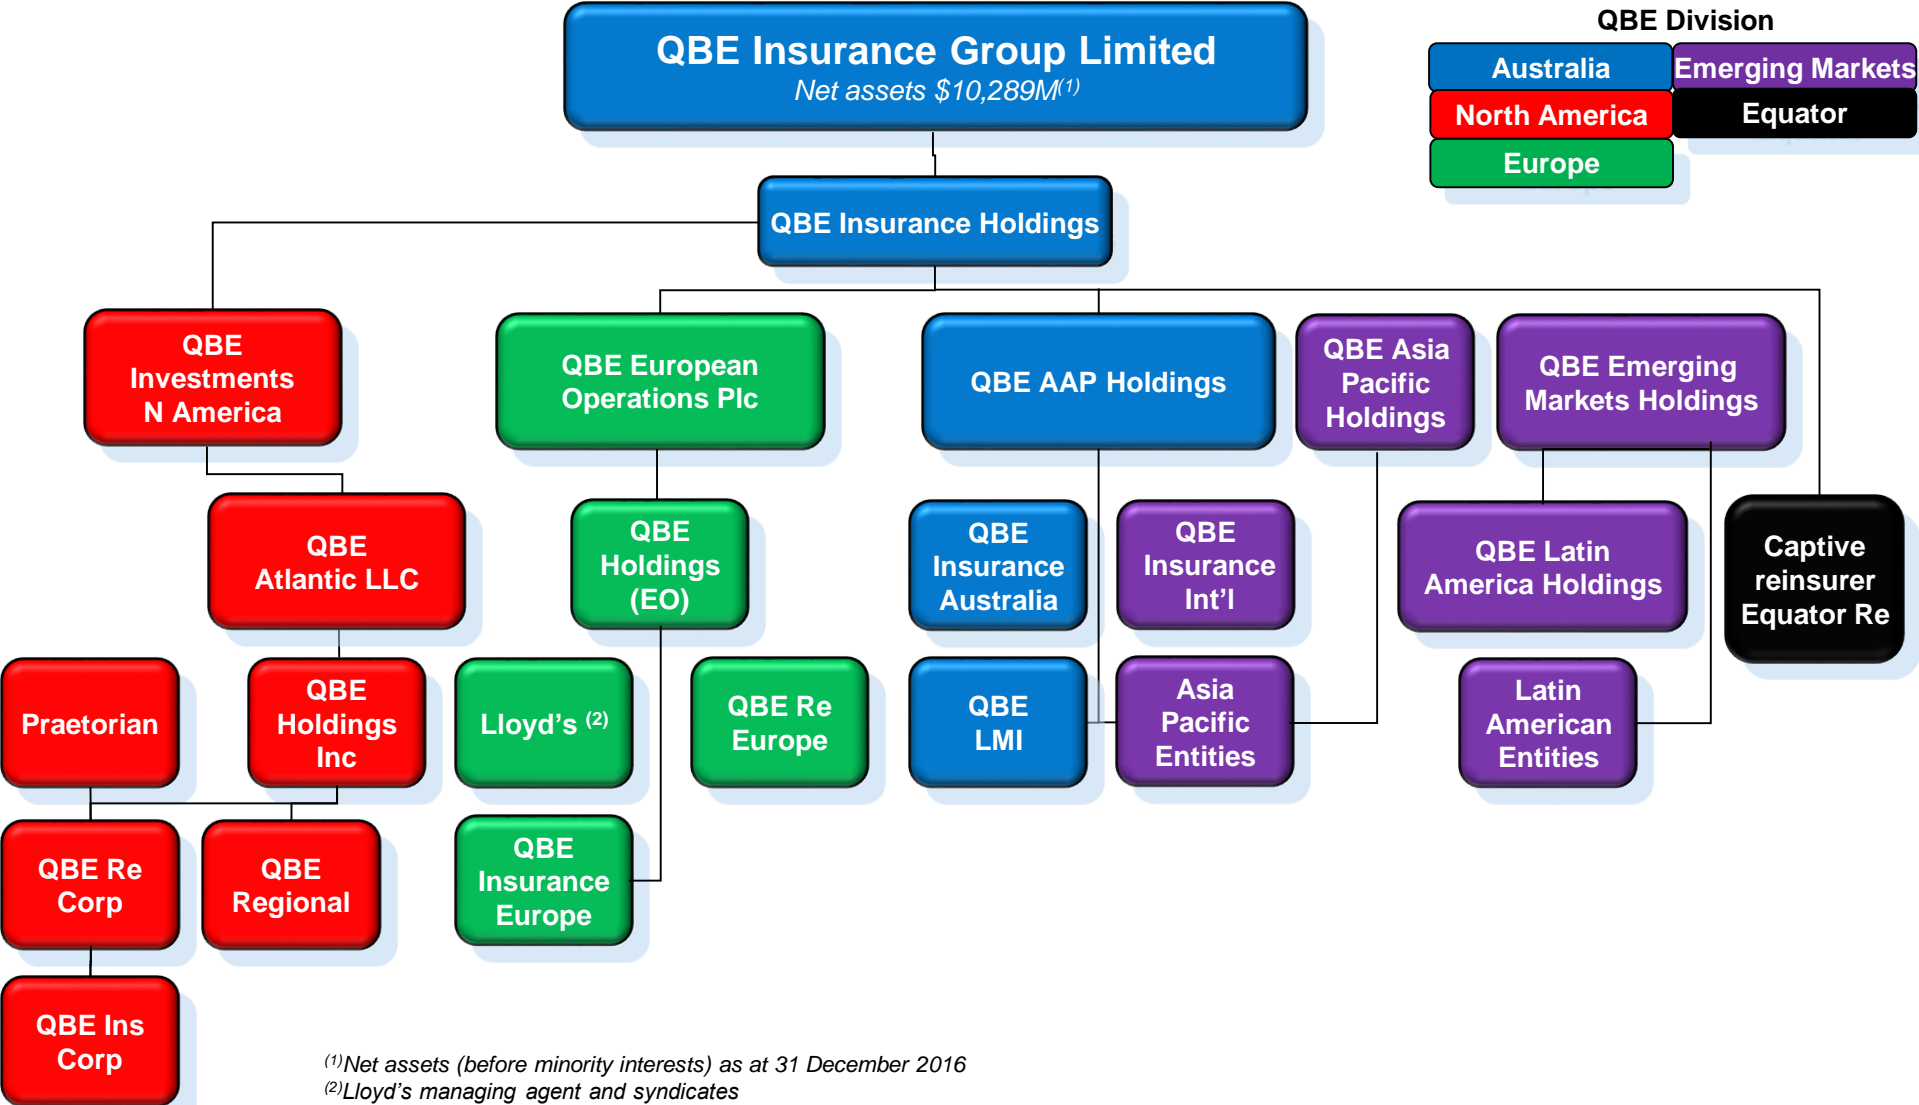 QBE Insurance Group Limited
Net assets $10,289M(1)
QBE Division
Australia
Emerging Markets
North America
Equator
Europe
QBE Insurance Holdings
QBE
Investments
N America
QBE European
Operations Plc
QBE AAP Holdings
QBE Asia
Pacific
Holdings
QBE Emerging
Markets Holdings
QBE
Atlantic LLC
QBE
Holdings
(EO)
QBE
Insurance
Australia
QBE
Insurance
Int’l
QBE Latin
America Holdings
Captive
reinsurer
Equator Re
Praetorian
QBE
Holdings
Inc
Lloyd’s (2)
QBE Re
Europe
QBE
LMI
Asia
Pacific
Entities
Latin
American
Entities
QBE Re
Corp
QBE
Regional
QBE
Insurance
Europe
QBE Ins
Corp
(1)Net assets (before minority interests) as at 31 December 2016
(2)Lloyd’s managing agent and syndicates